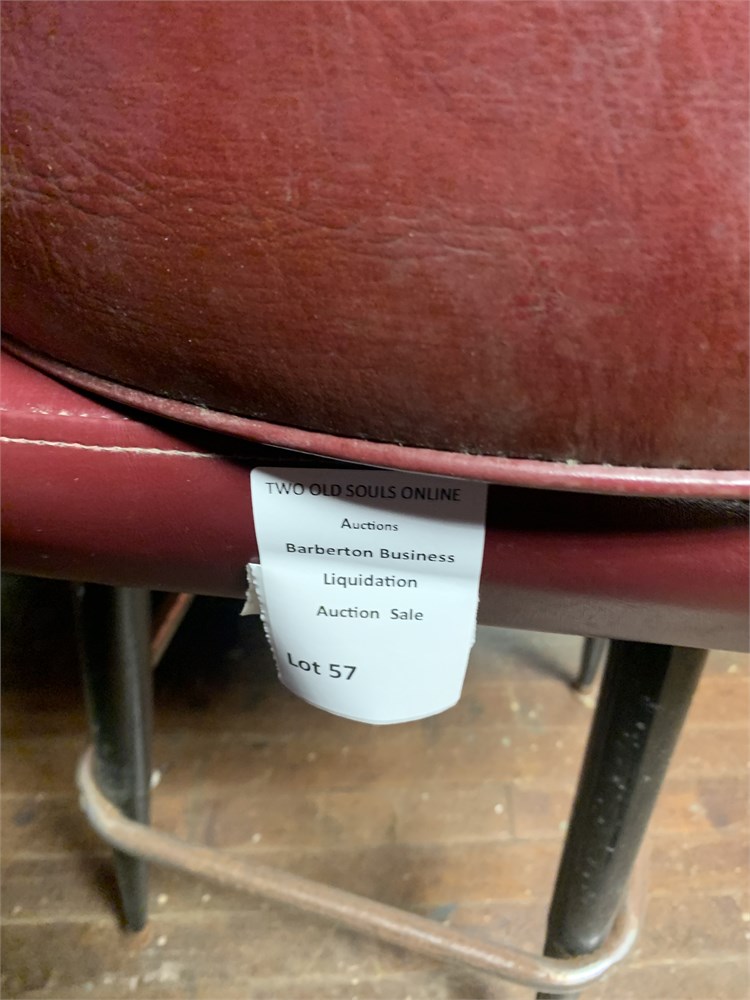 TWO OLD SOULS ONLINE
Auctions
Barberton Business
Liquidation
Auction Sale
Lot 57